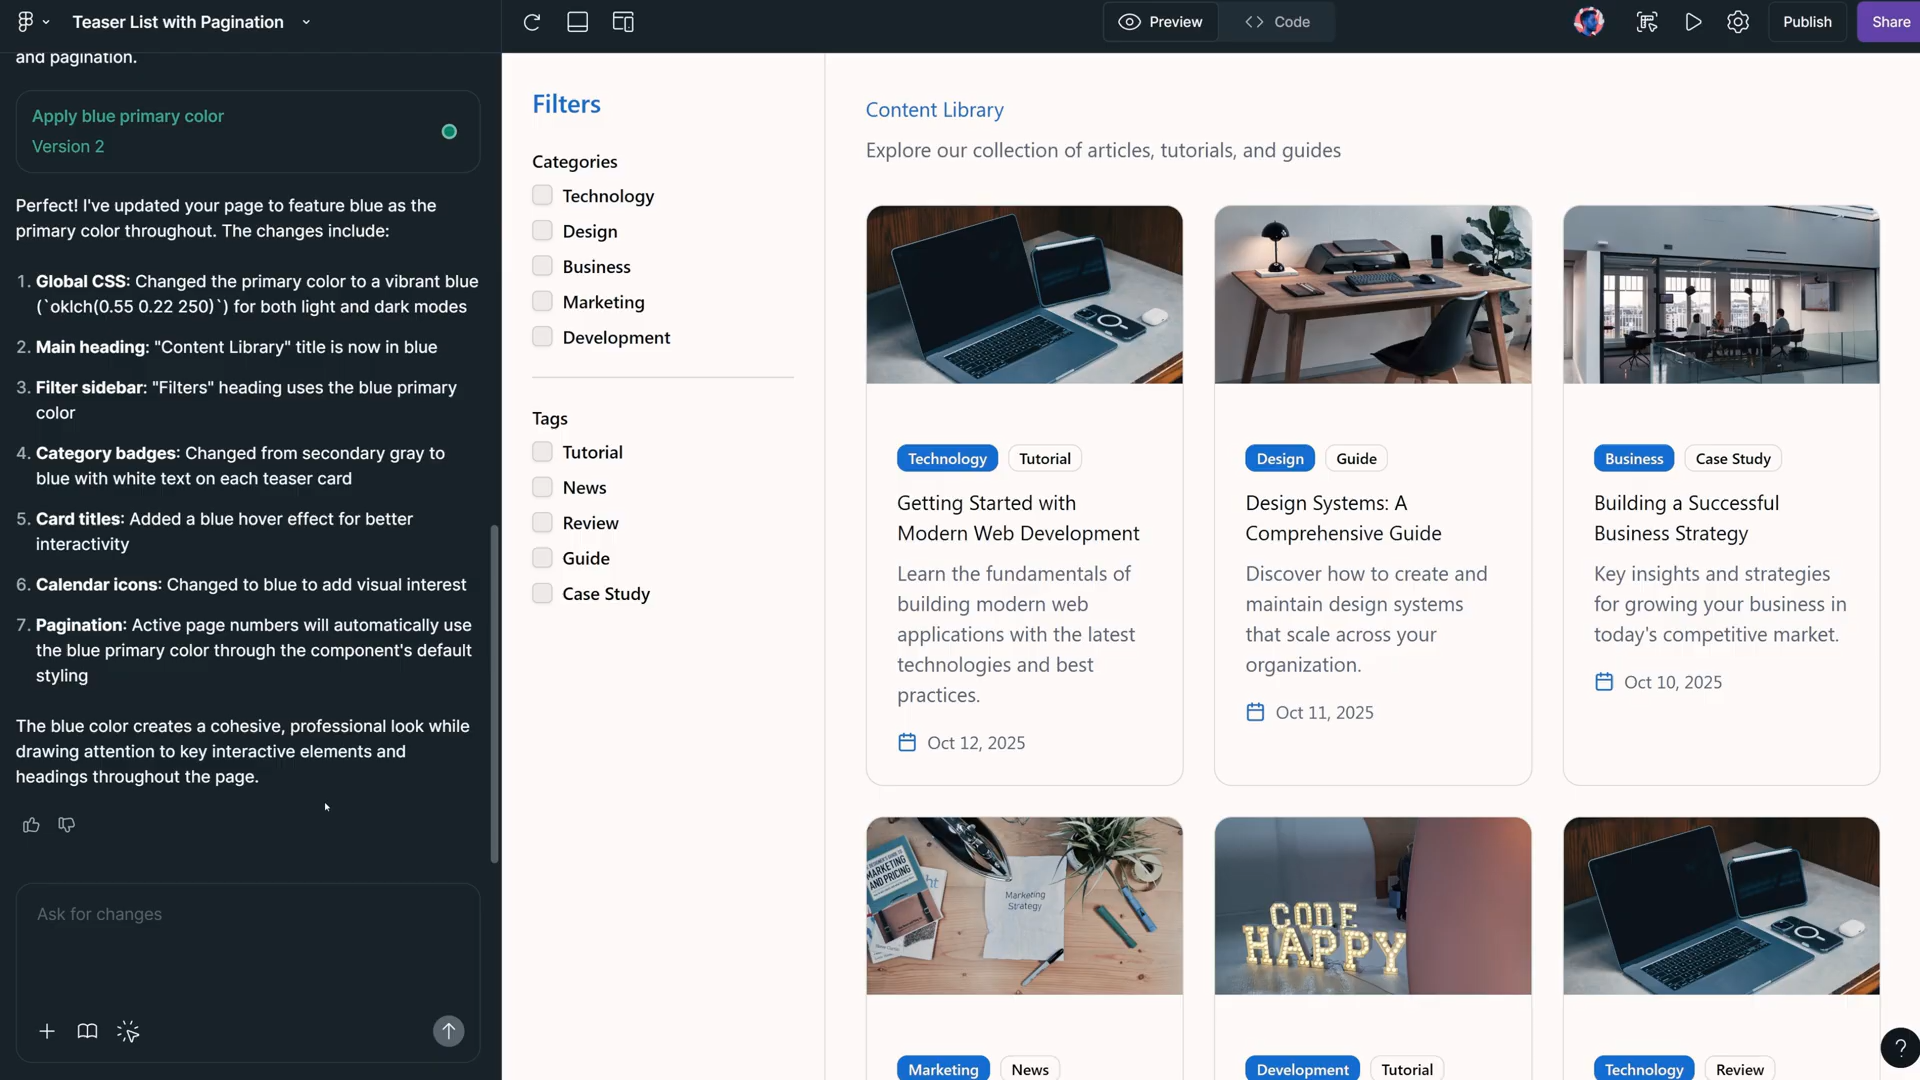 Teaser List with Pagination
Preview
Code
Publish
Share
and pagination.
Apply blue primary color
Version 2
Perfect! I've updated your page to feature blue as the
primary color throughout. The changes include:
1. Global CSS: Changed the primary color to a vibrant blue
(`oklch(0.55 0.22 250)`) for both light and dark modes
2. Main heading: "Content Library" title is now in blue
3. Filter sidebar: "Filters" heading uses the blue primary
color
4. Category badges: Changed from secondary gray to
blue with white text on each teaser card
5. Card titles: Added a blue hover effect for better
interactivity
6. Calendar icons: Changed to blue to add visual interest
7. Pagination: Active page numbers will automatically use
the blue primary color through the component's default
styling
The blue color creates a cohesive, professional look while
drawing attention to key interactive elements and
headings throughout the page.
Ask for changes
Filters
Categories
Technology
Design
Business
Marketing
Development
Tags
Tutorial
News
Review
Guide
Case Study
Content Library
Explore our collection of articles, tutorials, and guides
Technology
Tutorial
Getting Started with
Modern Web Development
Learn the fundamentals of
building modern web
applications with the latest
technologies and best
practices.
Oct 12, 2025
Design
Guide
Design Systems: A
Comprehensive Guide
Discover how to create and
maintain design systems
that scale across your
organization.
Oct 11, 2025
Business
Case Study
Building a Successful
Business Strategy
Key insights and strategies
for growing your business in
today's competitive market.
Oct 10, 2025
MARKETING
AND PRICING
Marketing
Strategy
Marketing
News
CODE
HAPPY
Development
Tutorial
Technology
Review
?